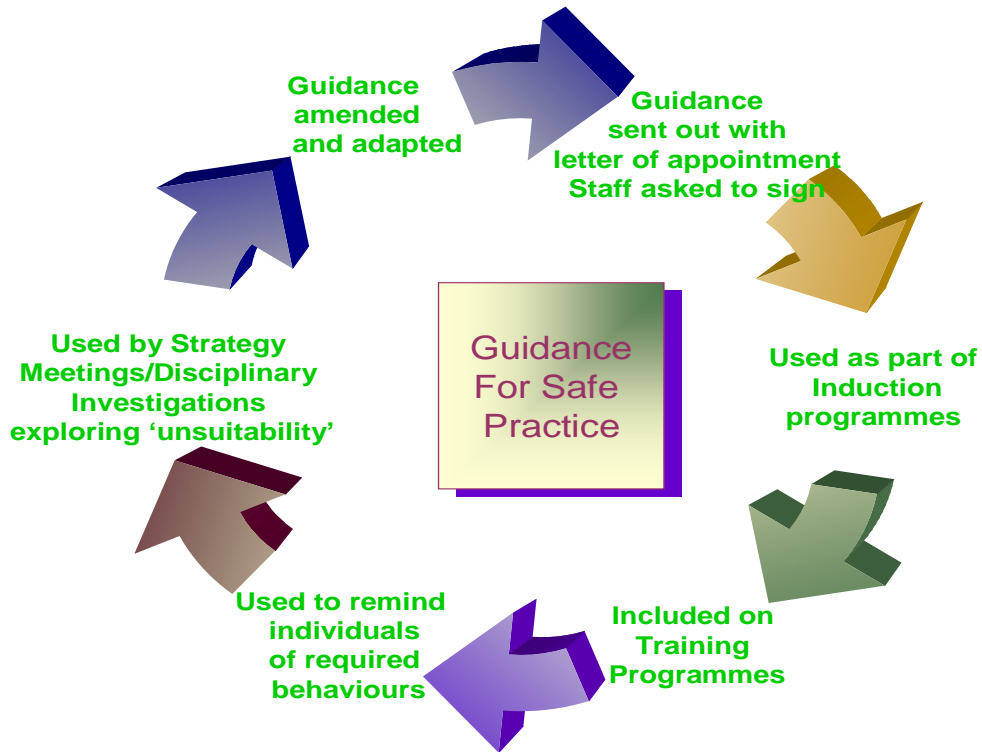 Guidance
amended
and adapted
Guidance
sent out with
letter of appointment
Staff asked to sign
Used as part of
Induction
programmes
Included on
Training
Programmes
Used to remind
individuals
of required
behaviours
Used by Strategy
Meetings/Disciplinary
Investigations
exploring ‘unsuitability’
Guidance
For Safe
Practice